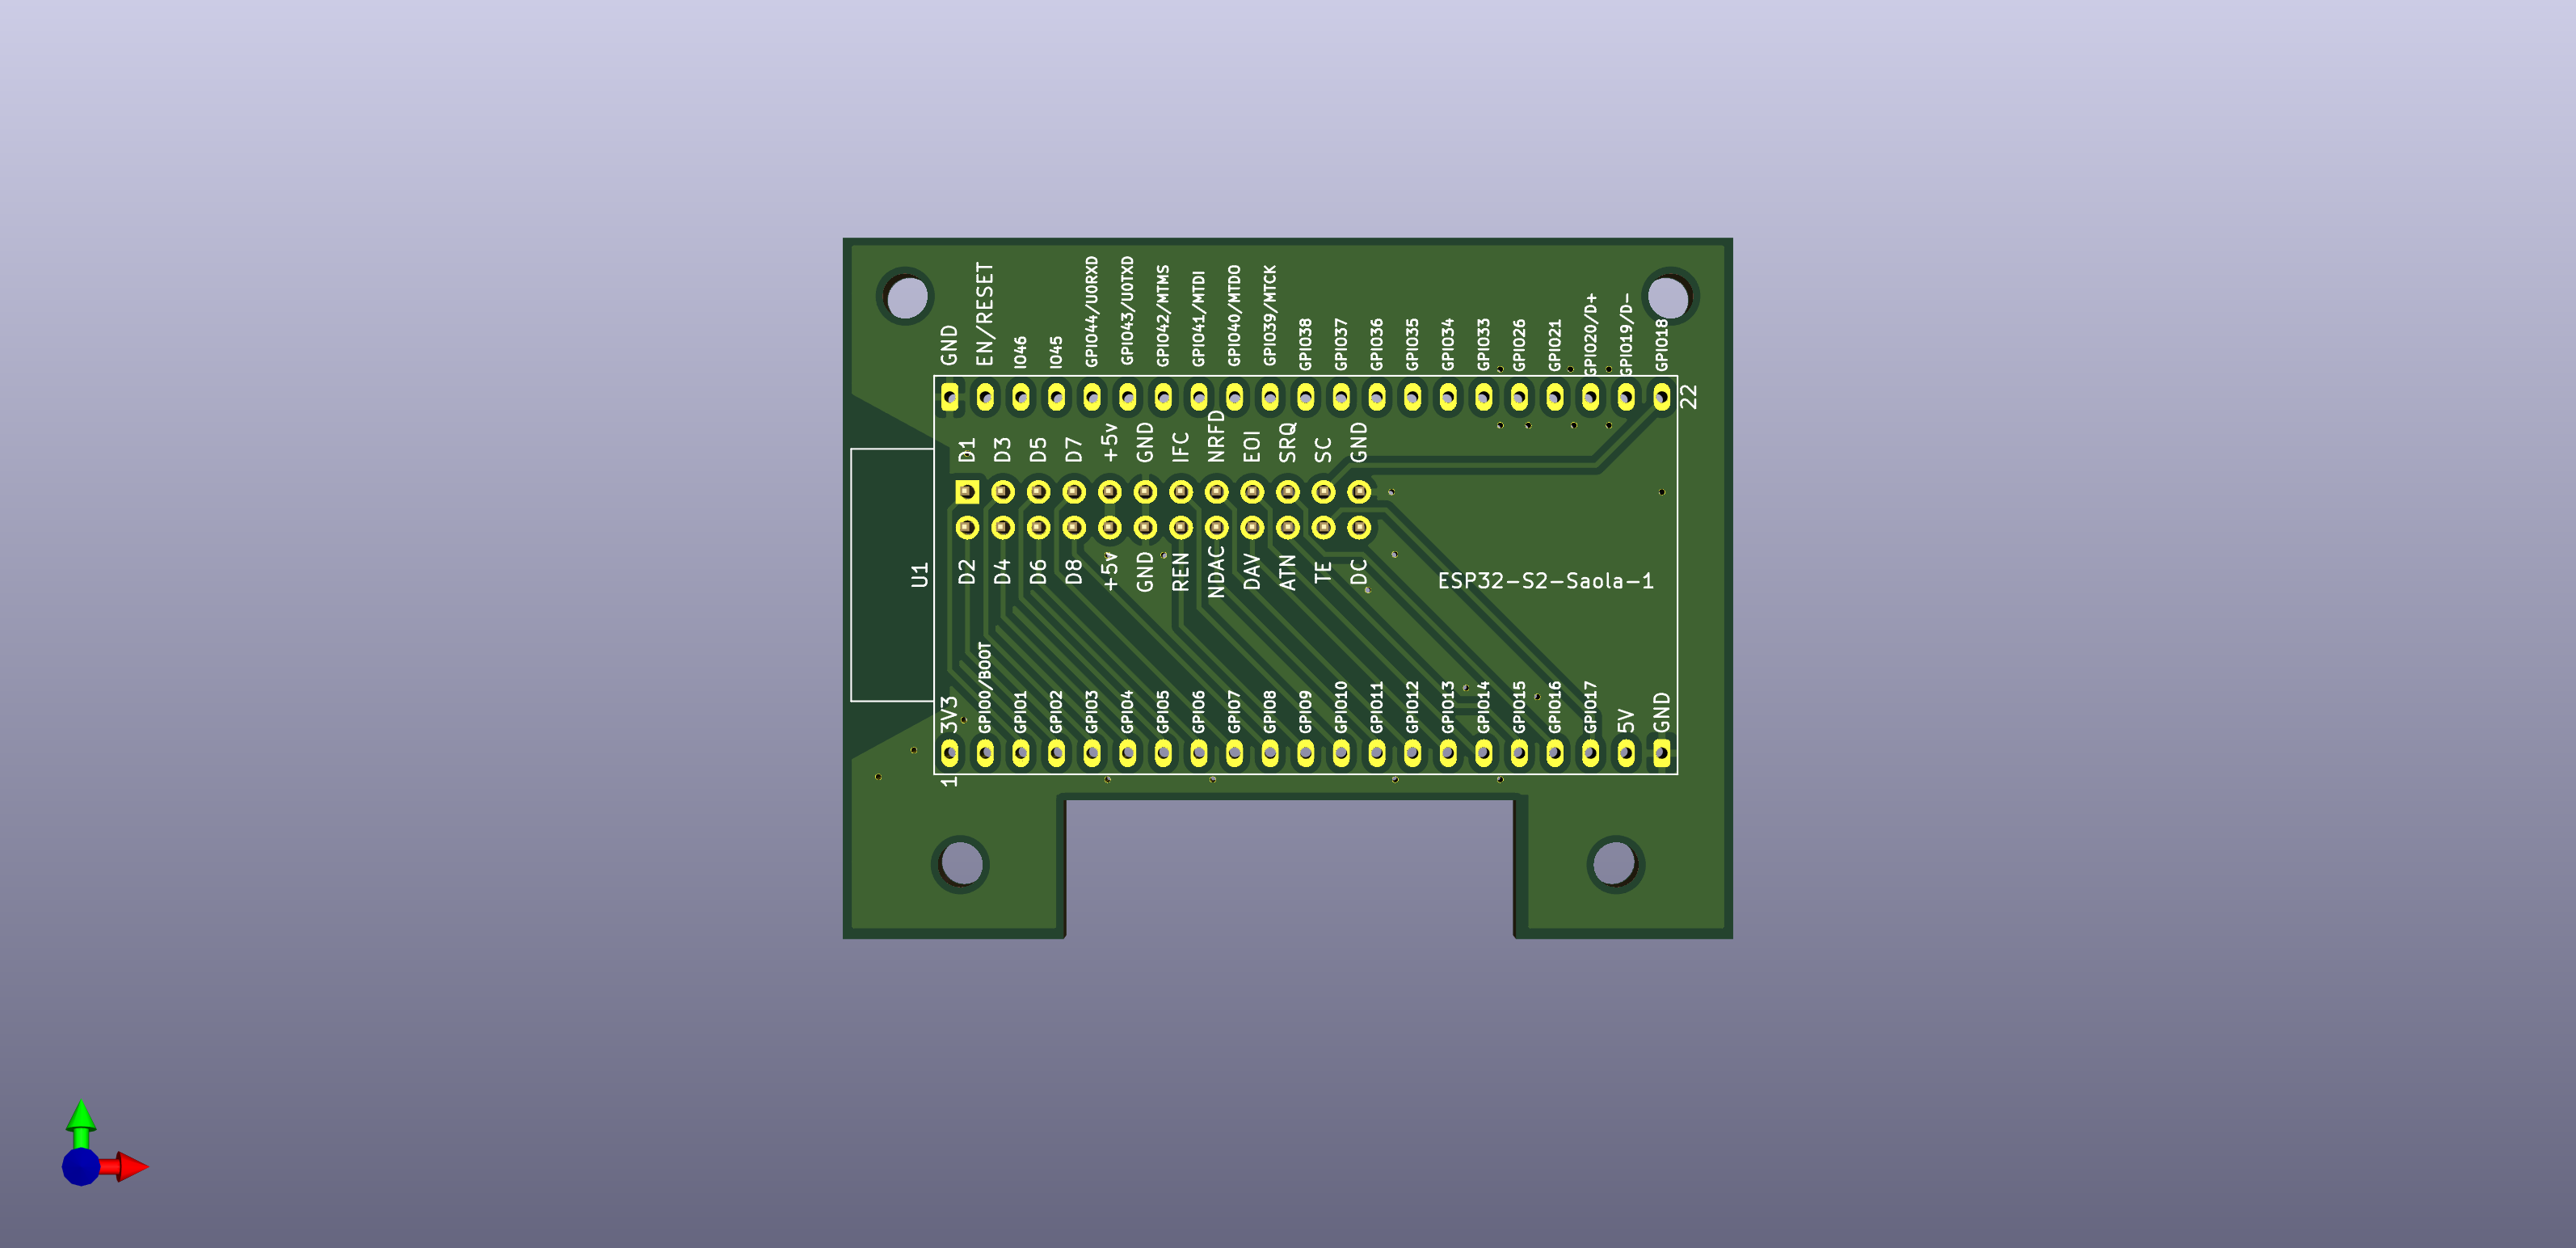 GND
EN/RESET
IO46
IO45
GPIO44/U0RXD
GPIO43/U0TXD
GPIO42/MTMS
GPIO41/MTDI
GPIO40/MTDO
GPIO39/MTCK
GPIO38
GPIO37
GPIO36
GPIO35
GPIO34
GPIO33
GPIO26
GPIO21
GPIO20/D+
GPIO19/D-
GPIO18
22
D1
D3
D5
D7
+5v
GND
IFC
NRFD
EOI
SRQ
SC
GND
U1
D2
D4
D6
D8
+5v
GND
REN
NDAC
DAV
ATN
TE
DC
ESP32-S2-Saola-1
3V3
GPIO0/BOOT
GPIO1
GPIO2
GPIO3
GPIO4
GPIO5
GPIO6
GPIO7
GPIO8
GPIO9
GPIO10
GPIO11
GPIO12
GPIO13
GPIO14
GPIO15
GPIO16
GPIO17
5V
GND
1